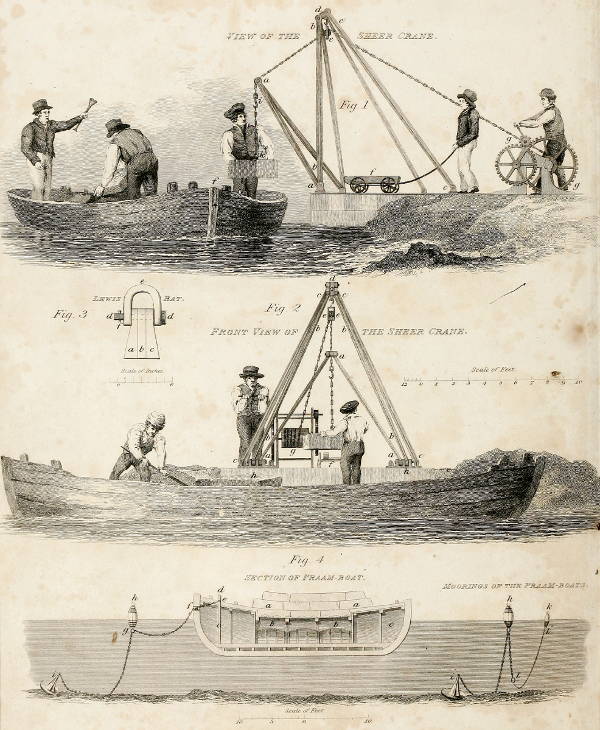 VIEW OF THE SHEER CRANE.
Fig. 1
LEWIS BAT.
Fig. 3
Scale of Inches
Fig. 2
FRONT VIEW OF THE SHEER CRANE.
Scale of Feet
Fig. 4
SECTION OF PRAAM-BOAT.
MOORINGS OF THE PRAAM-BOATS.
Scale of Feet